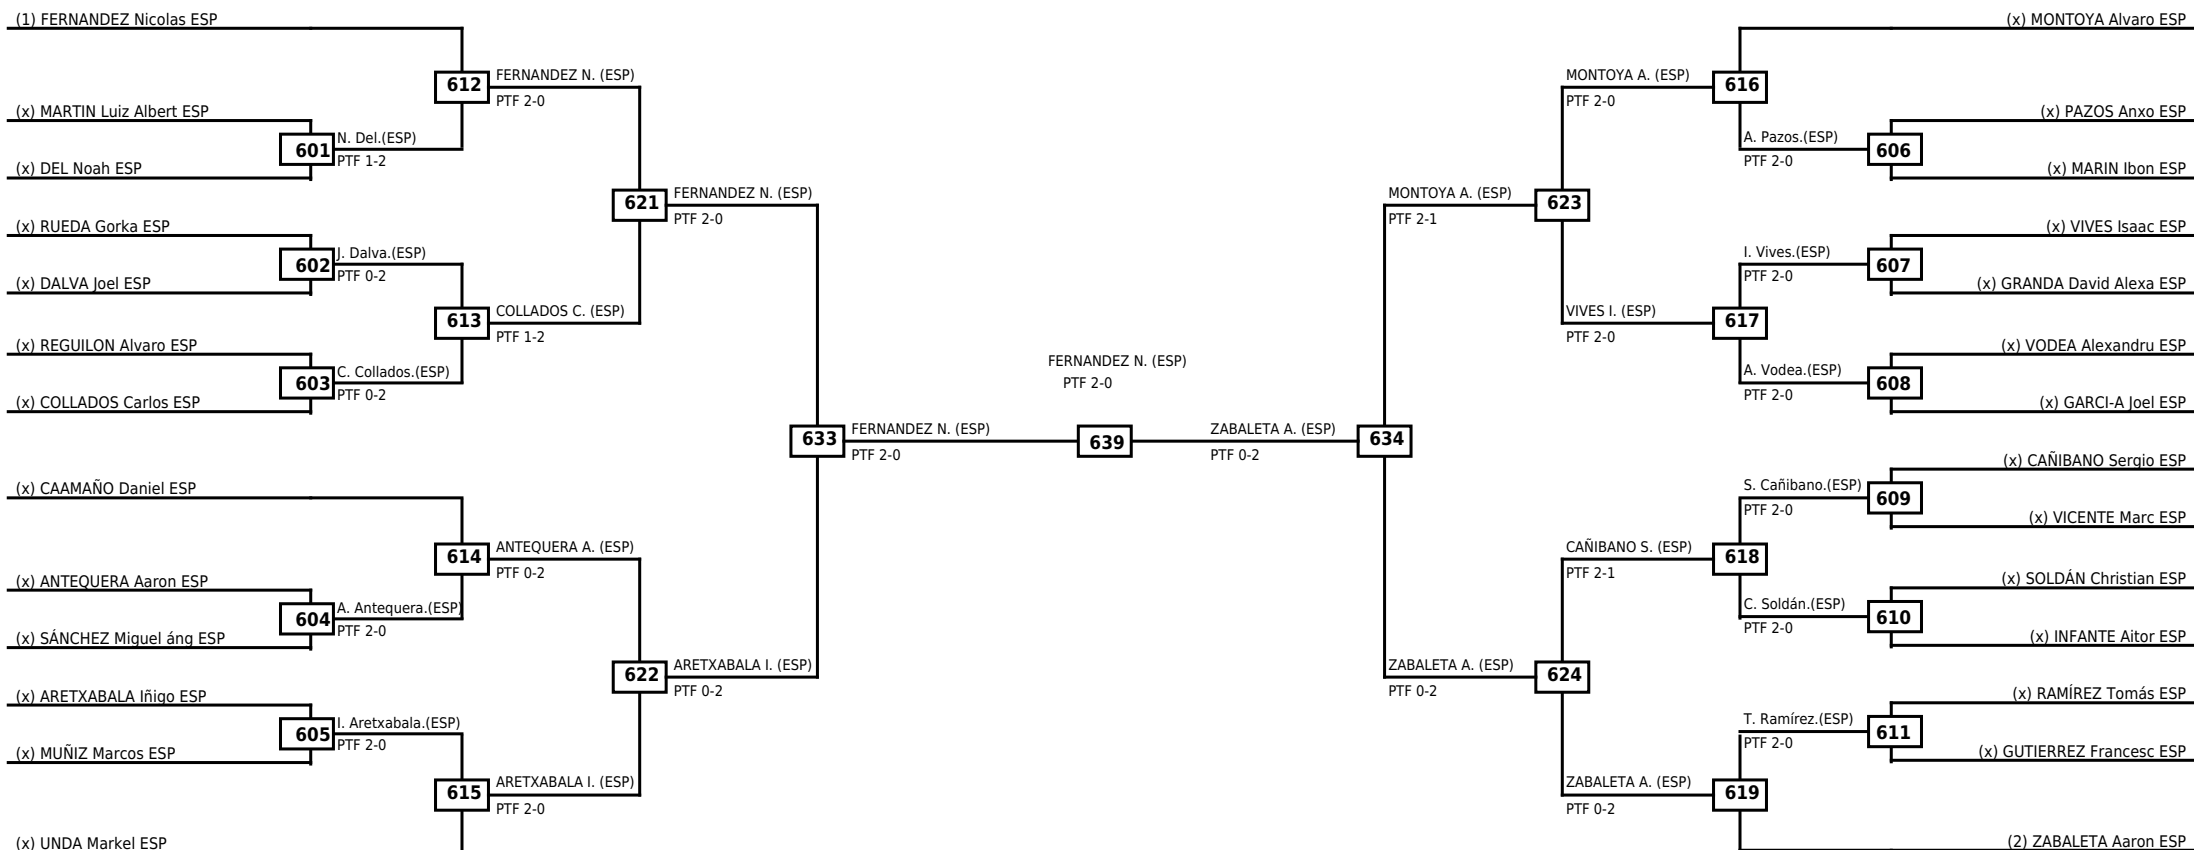 (1) FERNANDEZ Nicolas ESP
(x) MARTIN Luiz Albert ESP
(x) DEL Noah ESP
(x) RUEDA Gorka ESP
(x) DALVA Joel ESP
(x) REGUILON Alvaro ESP
(x) COLLADOS Carlos ESP
(x) CAAMAÑO Daniel ESP
(x) ANTEQUERA Aaron ESP
(x) SÁNCHEZ Miguel áng ESP
(x) ARETXABALA Iñigo ESP
(x) MUÑIZ Marcos ESP
(x) UNDA Markel ESP
601
N. Del.(ESP)
PTF 1-2
602
J. Dalva.(ESP)
PTF 0-2
603
C. Collados.(ESP)
PTF 0-2
604
A. Antequera.(ESP)
PTF 2-0
605
I. Aretxabala.(ESP)
PTF 2-0
612
FERNANDEZ N. (ESP)
PTF 2-0
613
COLLADOS C. (ESP)
PTF 1-2
614
ANTEQUERA A. (ESP)
PTF 0-2
615
ARETXABALA I. (ESP)
PTF 2-0
621
FERNANDEZ N. (ESP)
PTF 2-0
622
ARETXABALA I. (ESP)
PTF 0-2
633
FERNANDEZ N. (ESP)
PTF 2-0
FERNANDEZ N. (ESP)
PTF 2-0
639
ZABALETA A. (ESP)
PTF 0-2
634
MONTOYA A. (ESP)
PTF 2-1
623
ZABALETA A. (ESP)
PTF 0-2
624
MONTOYA A. (ESP)
PTF 2-0
616
VIVES I. (ESP)
PTF 2-0
617
CAÑIBANO S. (ESP)
PTF 2-1
618
ZABALETA A. (ESP)
PTF 0-2
619
A. Pazos.(ESP)
PTF 2-0
606
I. Vives.(ESP)
PTF 2-0
607
A. Vodea.(ESP)
PTF 2-0
608
S. Cañibano.(ESP)
PTF 2-0
609
C. Soldán.(ESP)
PTF 2-0
610
T. Ramírez.(ESP)
PTF 2-0
611
(x) MONTOYA Alvaro ESP
(x) PAZOS Anxo ESP
(x) MARIN Ibon ESP
(x) VIVES Isaac ESP
(x) GRANDA David Alexa ESP
(x) VODEA Alexandru ESP
(x) GARCI-A Joel ESP
(x) CAÑIBANO Sergio ESP
(x) VICENTE Marc ESP
(x) SOLDÁN Christian ESP
(x) INFANTE Aitor ESP
(x) RAMÍREZ Tomás ESP
(x) GUTIERREZ Francesc ESP
(2) ZABALETA Aaron ESP